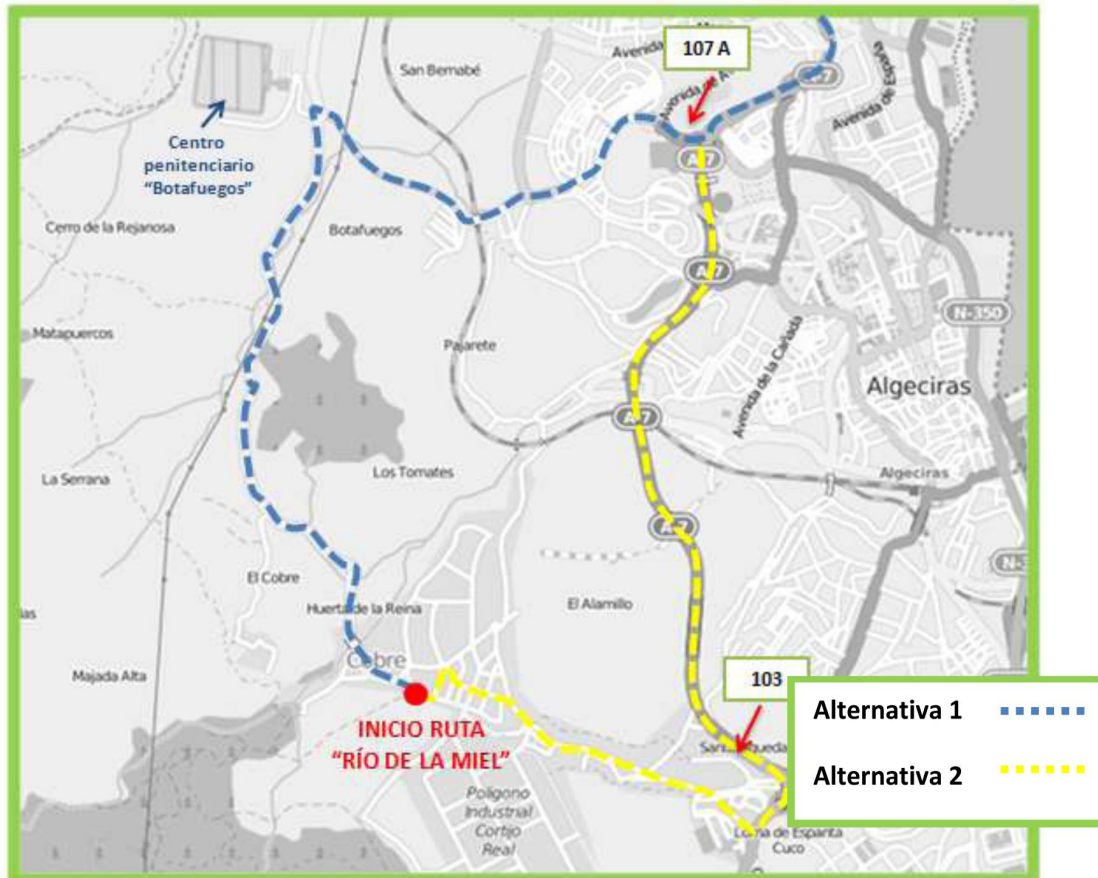 Avenida
107 A
San Bernabé
Avenida de A
A-7
Avenida de España
Centro
penitenciario
“Botafuegos”
A-7
Cerro de la Rejanosa
Botafuegos
A-7
N-350
Matapuercos
Pajarete
Avenida de la Cañada
Algeciras
A-7
La Serrana
Los Tomates
Algeciras
A-7
El Cobre
El Alamillo
Huerta de la Reina
Cobre
Majada Alta
103
INICIO RUTA
“RÍO DE LA MIEL”
Alternativa 1
Alternativa 2
Polígono
Industrial
Cortijo
Real
Cuco